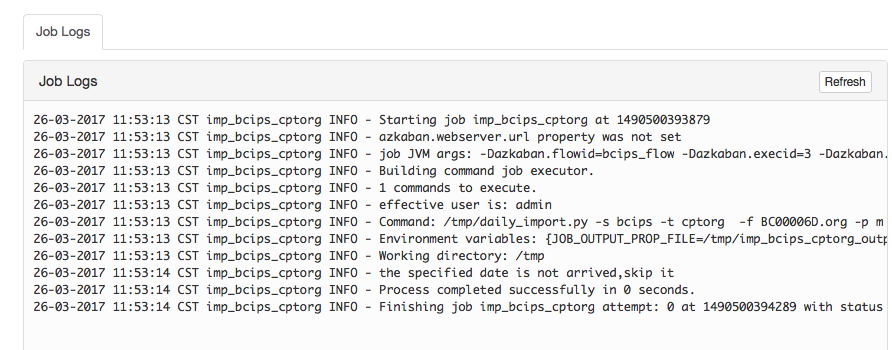 Job Logs
Job Logs
Refresh
26-03-2017 11:53:13 CST imp_bcips_cptorg INFO - Starting job imp_bcips_cptorg at 1490500393879
26-03-2017 11:53:13 CST imp_bcips_cptorg INFO - azkaban.webserver.url property was not set
26-03-2017 11:53:13 CST imp_bcips_cptorg INFO - job JVM args: -Dazkaban.flowid=bcips_flow -Dazkaban.execid=3 -Dazkaban.
26-03-2017 11:53:13 CST imp_bcips_cptorg INFO - Building command job executor.
26-03-2017 11:53:13 CST imp_bcips_cptorg INFO - 1 commands to execute.
26-03-2017 11:53:13 CST imp_bcips_cptorg INFO - effective user is: admin
26-03-2017 11:53:13 CST imp_bcips_cptorg INFO - Command: /tmp/daily_import.py -s bcips -t cptorg  -f BC00006D.org -p m
26-03-2017 11:53:13 CST imp_bcips_cptorg INFO - Environment variables: {JOB_OUTPUT_PROP_FILE=/tmp/imp_bcips_cptorg_outp
26-03-2017 11:53:13 CST imp_bcips_cptorg INFO - Working directory: /tmp
26-03-2017 11:53:14 CST imp_bcips_cptorg INFO - the specified date is not arrived,skip it
26-03-2017 11:53:14 CST imp_bcips_cptorg INFO - Process completed successfully in 0 seconds.
26-03-2017 11:53:14 CST imp_bcips_cptorg INFO - Finishing job imp_bcips_cptorg attempt: 0 at 1490500394289 with status